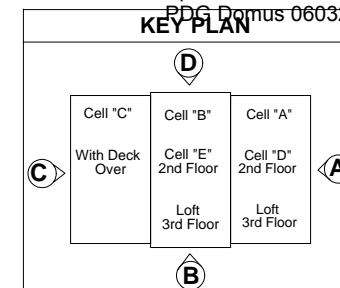 PDG Domus 06032
KEY PLAN
D
Cell "C"
With Deck
Over
Cell "B"
Cell "E"
2nd Floor
Loft
3rd Floor
Cell "A"
Cell "D"
2nd Floor
Loft
3rd Floor
C
A
B